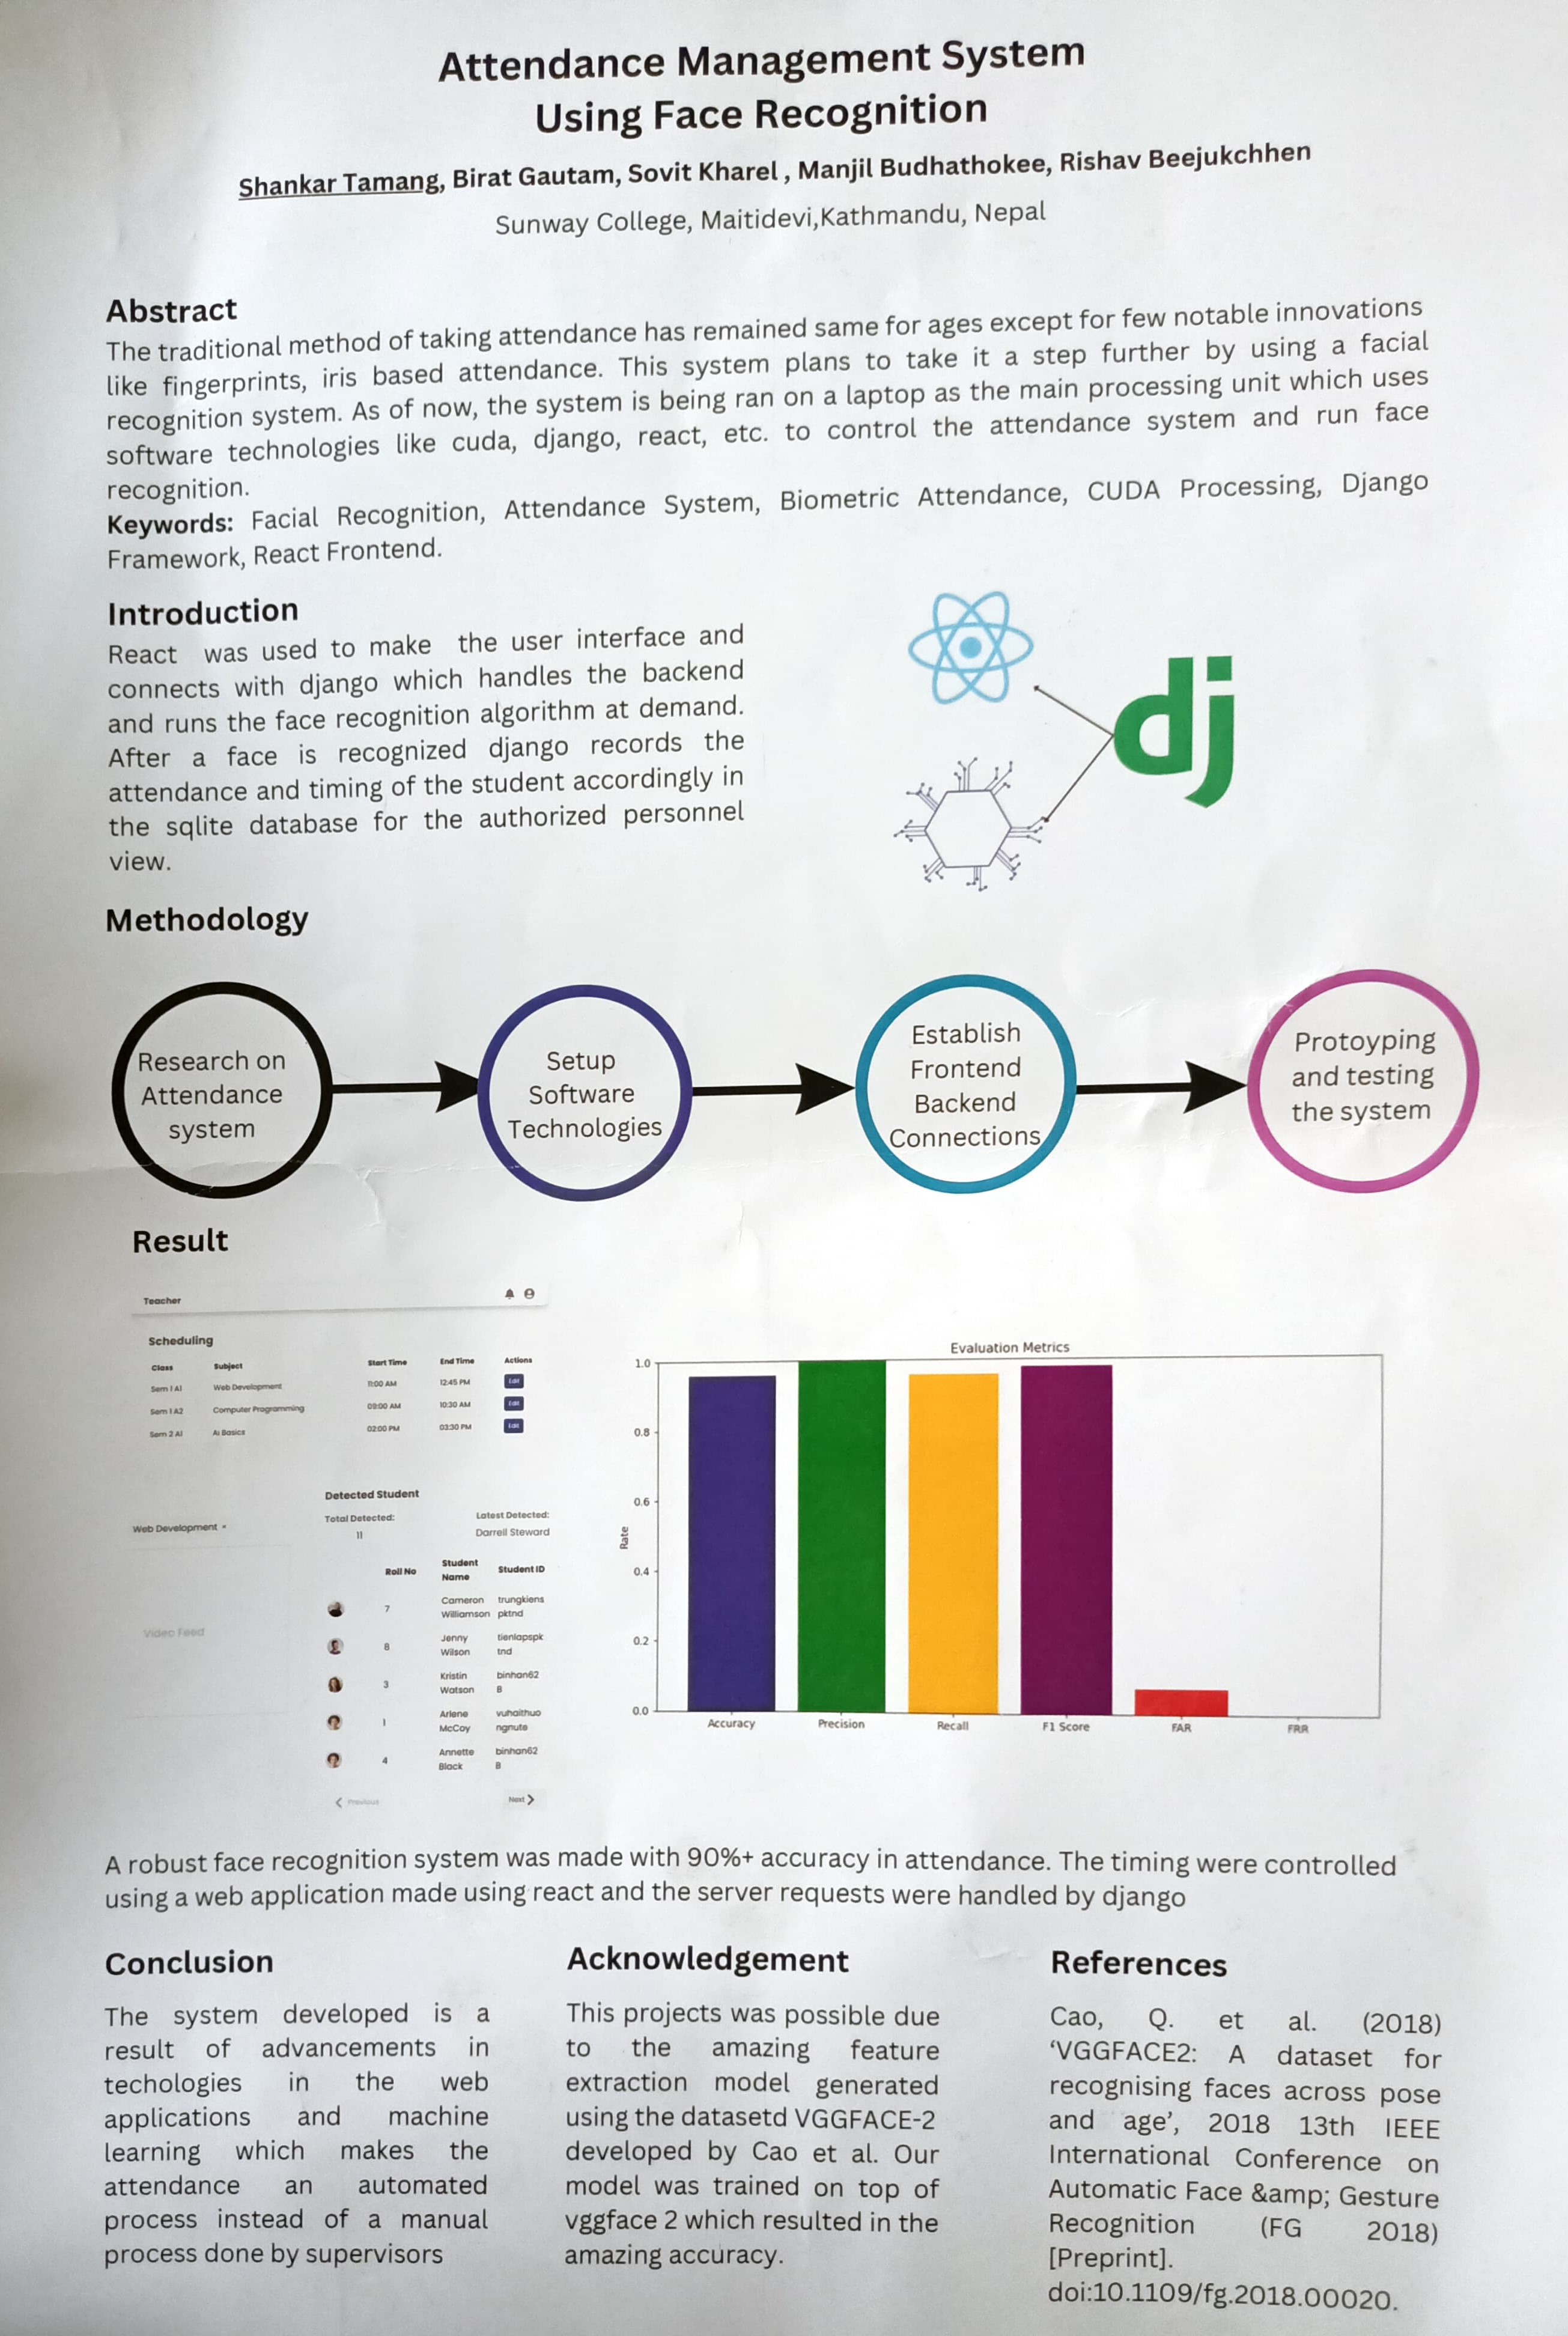 Attendance Management System
Using Face Recognition
Shankar Tamang, Birat Gautam, Sovit Kharel , Manjil Budhathokee, Rishav Beejukchhen
Sunway College, Maitidevi,Kathmandu, Nepal
Abstract
The traditional method of taking attendance has remained same for ages except for few notable innovations
like fingerprints, iris based attendance. This system plans to take it a step further by using a facial
recognition system. As of now, the system is being ran on a laptop as the main processing unit which uses
software technologies like cuda, django, react, etc. to control the attendance system and run face
recognition.
Keywords: Facial Recognition, Attendance System, Biometric Attendance, CUDA Processing, Django
Framework, React Frontend.
Introduction
React was used to make the user interface and
connects with django which handles the backend
and runs the face recognition algorithm at demand.
After a face is recognized django records the
attendance and timing of the student accordingly in
the sqlite database for the authorized personnel
view.
dj
Methodology
Research on
Attendance
system
Setup
Software
Technologies
Establish
Frontend
Backend
Connections
Protoyping
and testing
the system
Result
Teacher
Scheduling
Class Subject Start Time End Time Actions
Sem 1 A1 Web Development 11:00 AM 12:45 PM Edit
Sem 1 A2 Computer Programming 09:00 AM 10:30 AM Edit
Sem 2 A1 Ai Basics 02:00 PM 03:30 PM Edit
Web Development
Video Feed
Detected Student
Total Detected: Latest Detected:
11 Darrell Steward
Roll No Student Name Student ID
7 Cameron Williamson trungkiens pktnd
8 Jenny Wilson tienlapspk tnd
3 Kristin Watson binhan62 8
1 Arlene McCoy vuhaithuo ngnute
4 Annette Black binhan62 8
Previous Next
Evaluation Metrics
Rate
1.0
0.8
0.6
0.4
0.2
0.0
Accuracy Precision Recall F1 Score FAR FRR
A robust face recognition system was made with 90%+ accuracy in attendance. The timing were controlled
using a web application made using react and the server requests were handled by django
Conclusion
The system developed is a
result of advancements in
techologies in the web
applications and machine
learning which makes the
attendance an automated
process instead of a manual
process done by supervisors
Acknowledgement
This projects was possible due
to the amazing feature
extraction model generated
using the datasetd VGGFACE-2
developed by Cao et al. Our
model was trained on top of
vggface 2 which resulted in the
amazing accuracy.
References
Cao, Q. et al. (2018)
‘VGGFACE2: A dataset for
recognising faces across pose
and age’, 2018 13th IEEE
International Conference on
Automatic Face &amp; Gesture
Recognition (FG 2018)
[Preprint].
doi:10.1109/fg.2018.00020.